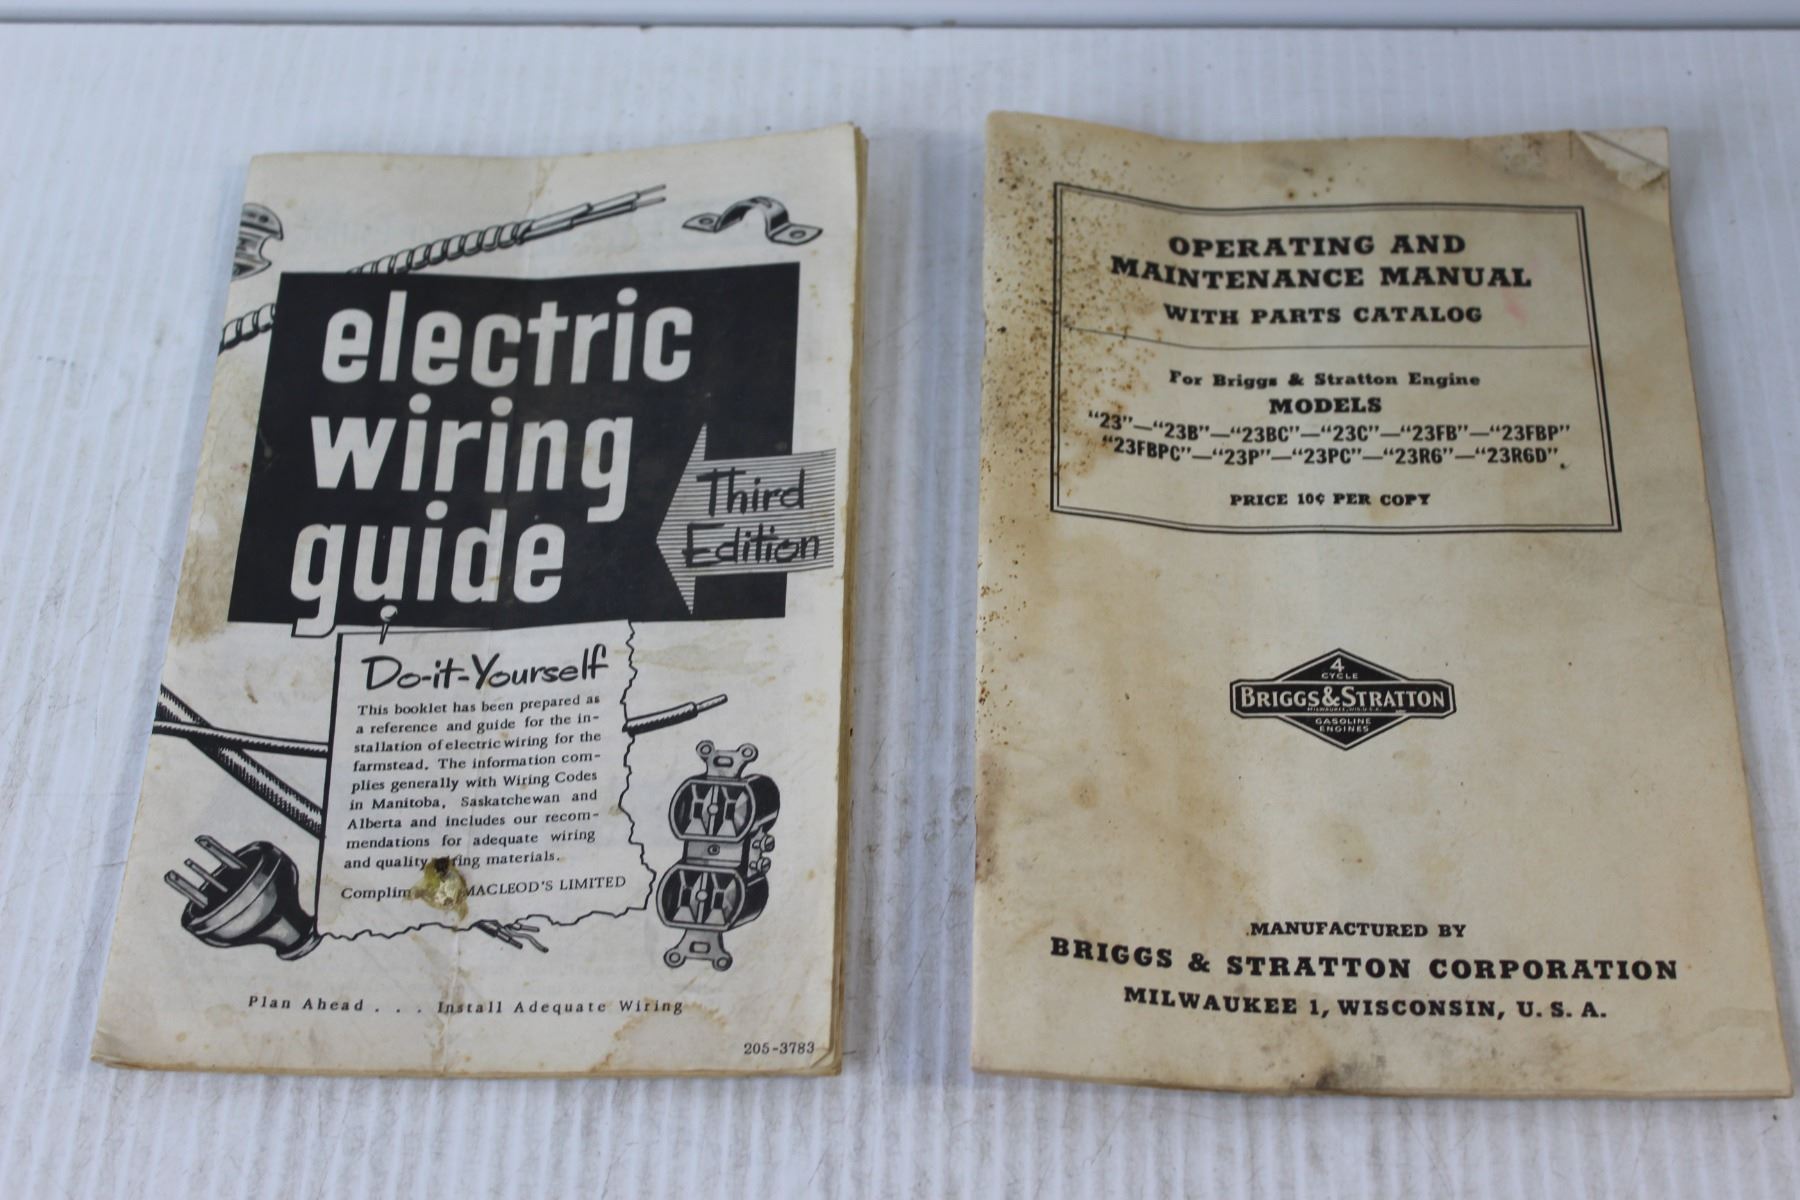 electric
wiring
guide
Third
Edition
Do-it-Yourself
This booklet has been prepared as
a reference and guide for the in-
stallation of electric wiring for the
farmstead. The information com-
plies generally with Wiring Codes
in Manitoba, Saskatchewan and
Alberta and includes our recom-
mendations for adequate wiring
and quality materials.
MACLEOD'S LIMITED
Plan Ahead . . . Install Adequate Wiring
205-3783
OPERATING AND
MAINTENANCE MANUAL
WITH PARTS CATALOG
For Briggs & Stratton Engine
MODELS
"23"—"23B"—"23BC"—"23C"—"23FB"—"23FBP"
"23FBPC"—"23P"—"23PC"—"23R6"—"23R6D"
PRICE 10¢ PER COPY
4
CYCLE
BRIGGS&STRATTON
MILWAUKEE, WIS. U.S.A.
GASOLINE
ENGINES
MANUFACTURED BY
BRIGGS & STRATTON CORPORATION
MILWAUKEE 1, WISCONSIN, U. S. A.